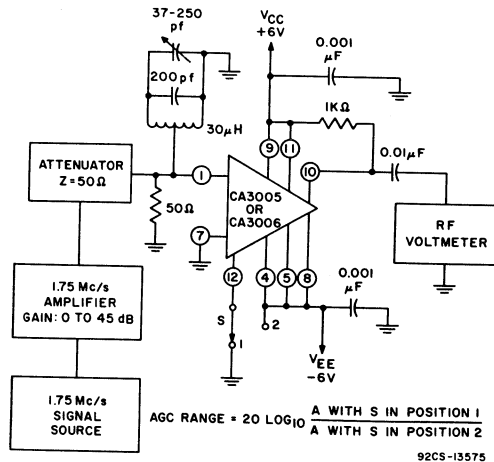 37-250
pf
200pf
30μH
V_CC
+6V
0.001
μF
1KΩ
0.01μF
ATTENUATOR
Z=50Ω
50Ω
1
9
11
10
CA3005
OR
CA3006
7
12
4
5
8
RF
VOLTMETER
1.75 Mc/s
AMPLIFIER
GAIN: 0 TO 45 dB
S
1
2
0.001
μF
V_EE
-6V
1.75 Mc/s
SIGNAL
SOURCE
AGC RANGE = 20 LOG₁₀ A WITH S IN POSITION 1
A WITH S IN POSITION 2
92CS-13575